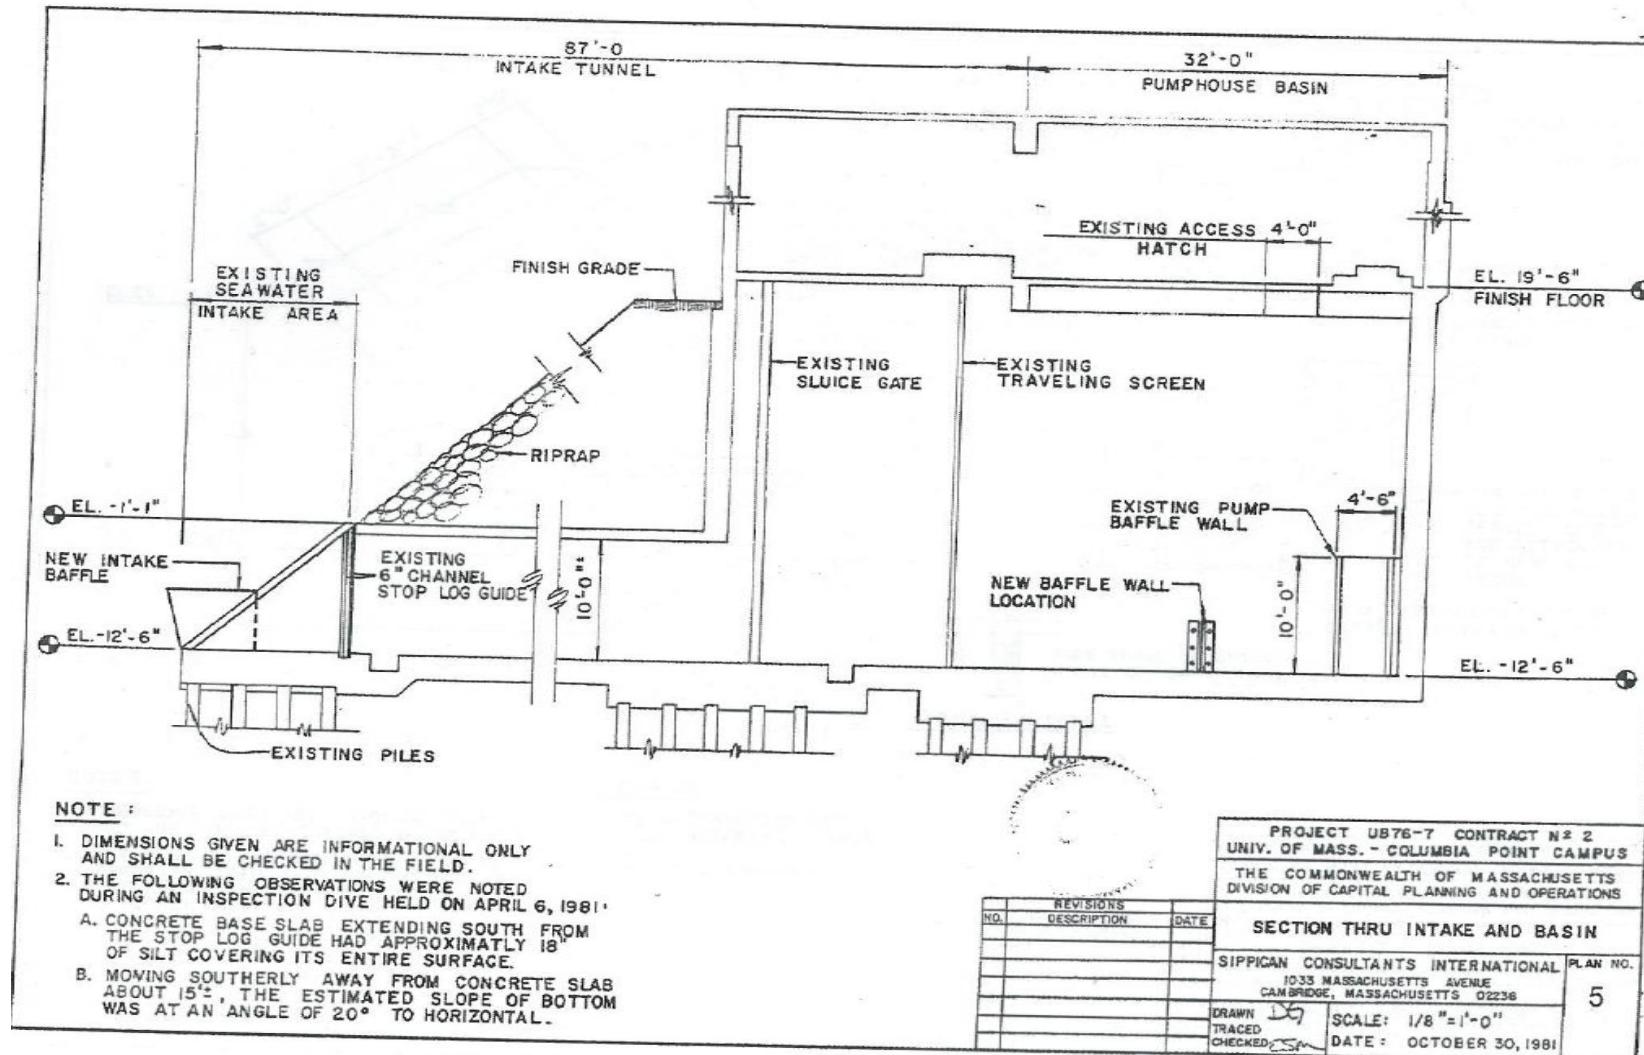 87'-0
INTAKE TUNNEL
32'-0"
PUMPHOUSE BASIN
EXISTING ACCESS 4'-0"
HATCH
EXISTING
SEAWATER
INTAKE AREA
FINISH GRADE
EL. 19'-6"
FINISH FLOOR
EXISTING
SLUICE GATE
EXISTING
TRAVELING SCREEN
RIPRAP
EL. -1'-1"
NEW INTAKE
BAFFLE
EXISTING
6" CHANNEL
STOP LOG GUIDE
10'-0"±
EXISTING PUMP
BAFFLE WALL
4'-6"
NEW BAFFLE WALL
LOCATION
10'-0"
EL.-12'-6"
EL. -12'-6"
EXISTING PILES
NOTE :
1. DIMENSIONS GIVEN ARE INFORMATIONAL ONLY
AND SHALL BE CHECKED IN THE FIELD.
2. THE FOLLOWING OBSERVATIONS WERE NOTED
DURING AN INSPECTION DIVE HELD ON APRIL 6, 1981:
A. CONCRETE BASE SLAB EXTENDING SOUTH FROM
THE STOP LOG GUIDE HAD APPROXIMATLY 18"
OF SILT COVERING ITS ENTIRE SURFACE.
B. MOVING SOUTHERLY AWAY FROM CONCRETE SLAB
ABOUT 15'±, THE ESTIMATED SLOPE OF BOTTOM
WAS AT AN ANGLE OF 20° TO HORIZONTAL.
REVISIONS
NO. DESCRIPTION DATE
PROJECT UB76-7 CONTRACT Nº 2
UNIV. OF MASS. - COLUMBIA POINT CAMPUS
THE COMMONWEALTH OF MASSACHUSETTS
DIVISION OF CAPITAL PLANNING AND OPERATIONS
SECTION THRU INTAKE AND BASIN
SIPPICAN CONSULTANTS INTERNATIONAL
1033 MASSACHUSETTS AVENUE
CAMBRIDGE, MASSACHUSETTS 02238
PLAN NO.
5
DRAWN
TRACED
CHECKED
SCALE: 1/8"=1'-0"
DATE: OCTOBER 30, 1981